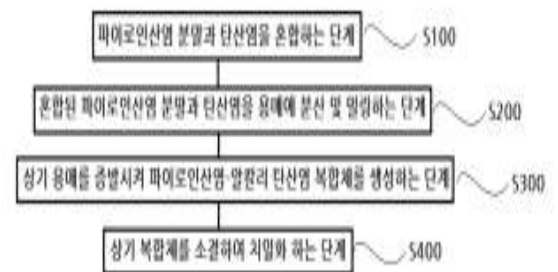 파이로인산염 분말과 탄산염을 혼합하는 단계 S100
혼합된 파이로인산염 분말과 탄산염을 용매에 분산 및 밀링하는 단계 S200
상기 용매를 증발시켜 파이로인산염-알칼리 탄산염 복합체를 생성하는 단계 S300
상기 복합체를 소결하여 치밀화 하는 단계 S400